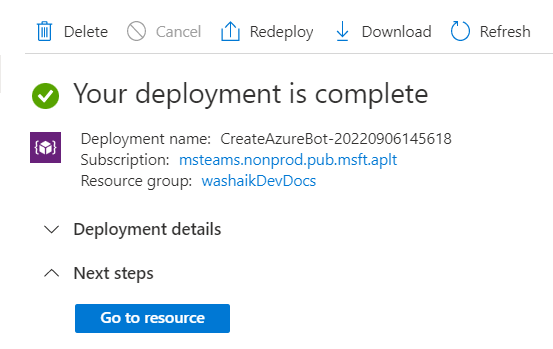 Delete Cancel Redeploy Download Refresh
Your deployment is complete
Deployment name: CreateAzureBot-20220906145618
Subscription: msteams.nonprod.pub.msft.aplt
Resource group: washaikDevDocs
Deployment details
Next steps
Go to resource